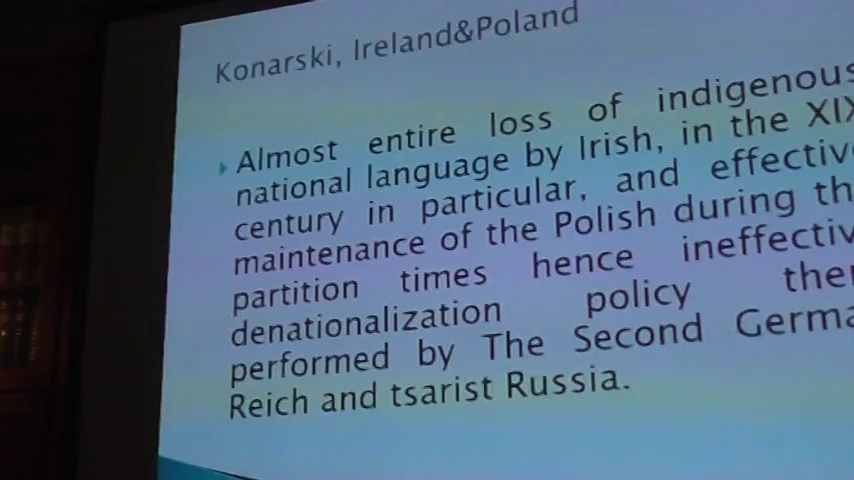 Konarski, Ireland&Poland
Almost entire loss of indigenous
national language by Irish, in the XIX
century in particular, and effectiv
maintenance of the Polish during th
partition times hence ineffectiv
denationalization policy the
performed by The Second Germa
Reich and tsarist Russia.